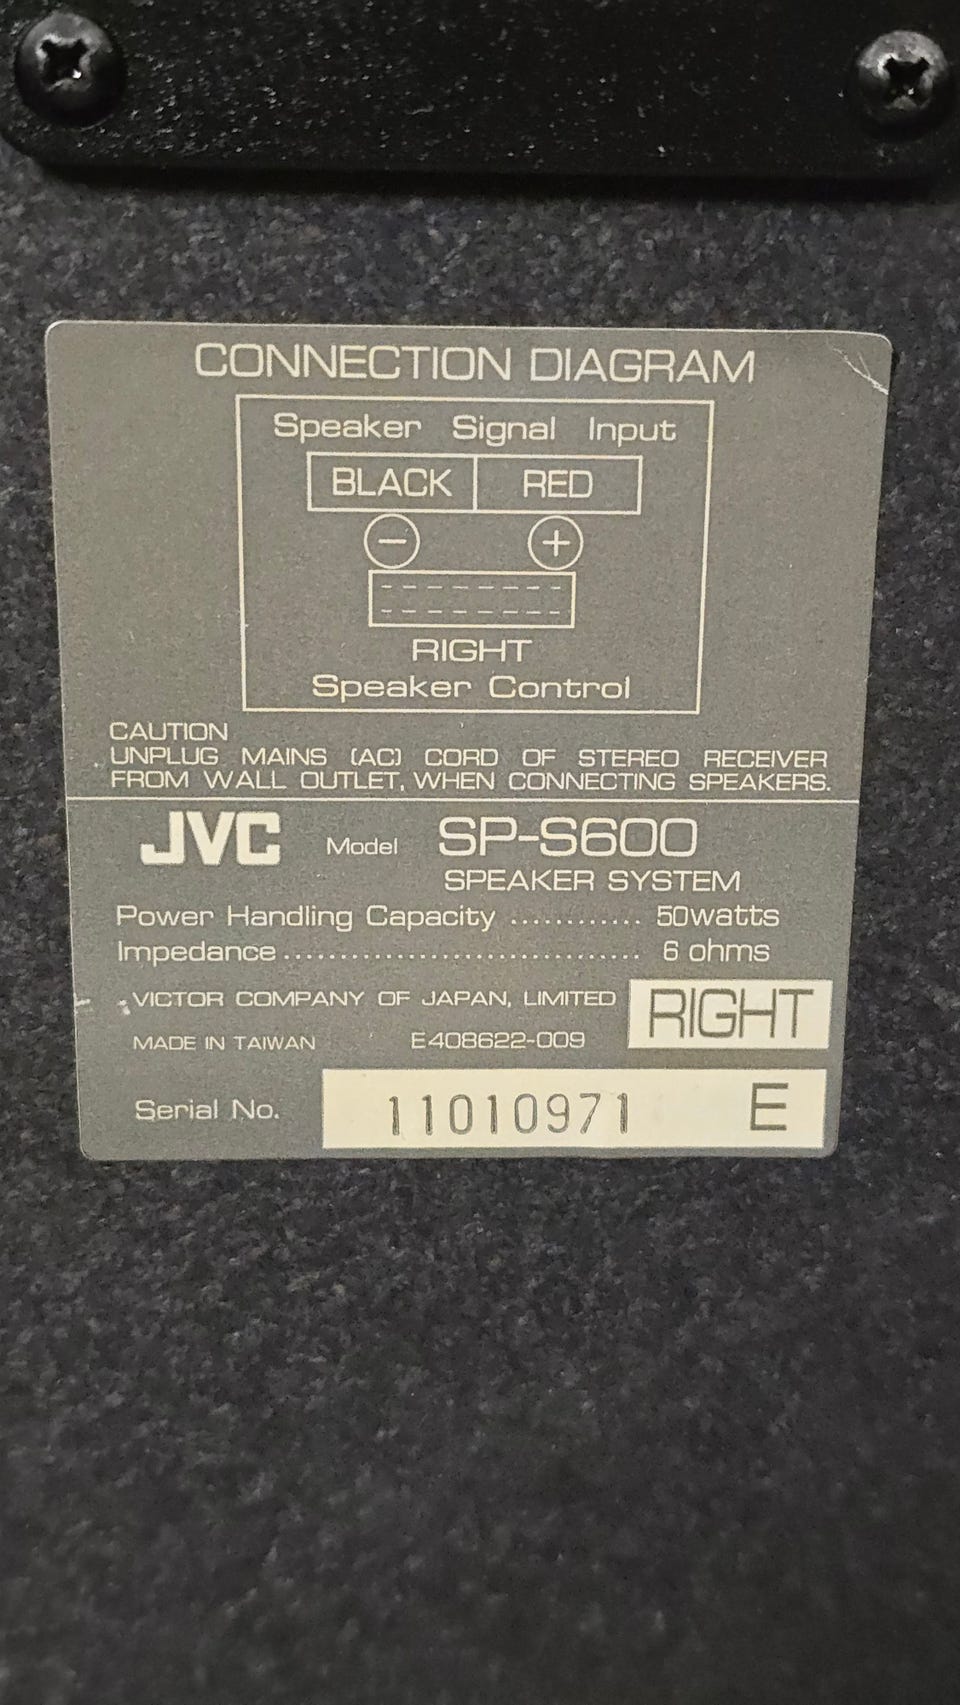 CONNECTION DIAGRAM
Speaker Signal Input
BLACK RED
− +
RIGHT
Speaker Control
CAUTION
UNPLUG MAINS (AC) CORD OF STEREO RECEIVER
FROM WALL OUTLET, WHEN CONNECTING SPEAKERS.
JVC Model SP-S600
SPEAKER SYSTEM
Power Handling Capacity ............ 50watts
Impedance ................................ 6 ohms
VICTOR COMPANY OF JAPAN, LIMITED RIGHT
MADE IN TAIWAN E408622-009
Serial No. 11010971 E